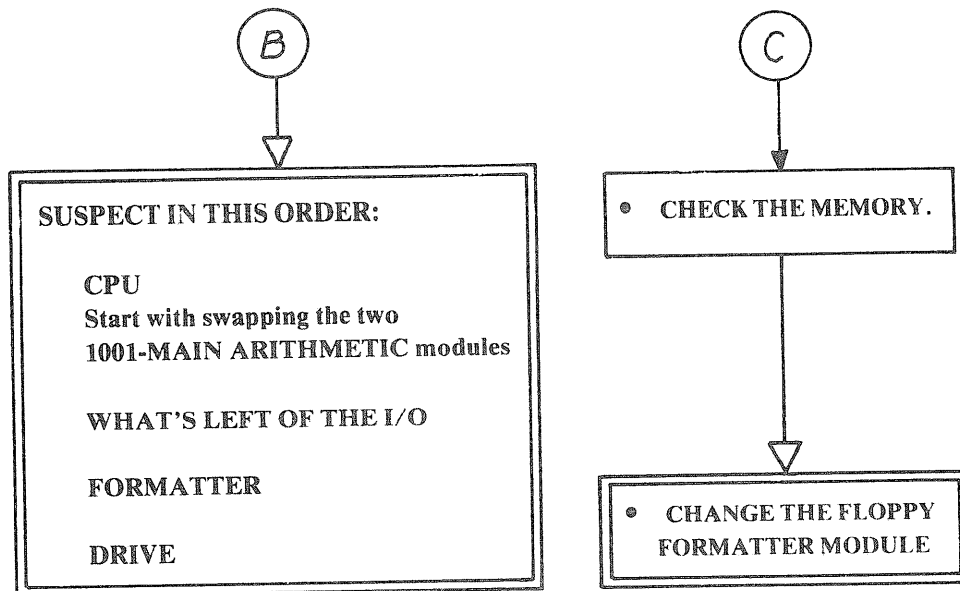 B
SUSPECT IN THIS ORDER:
CPU
Start with swapping the two
1001-MAIN ARITHMETIC modules
WHAT'S LEFT OF THE I/O
FORMATTER
DRIVE
C
• CHECK THE MEMORY.
• CHANGE THE FLOPPY
FORMATTER MODULE